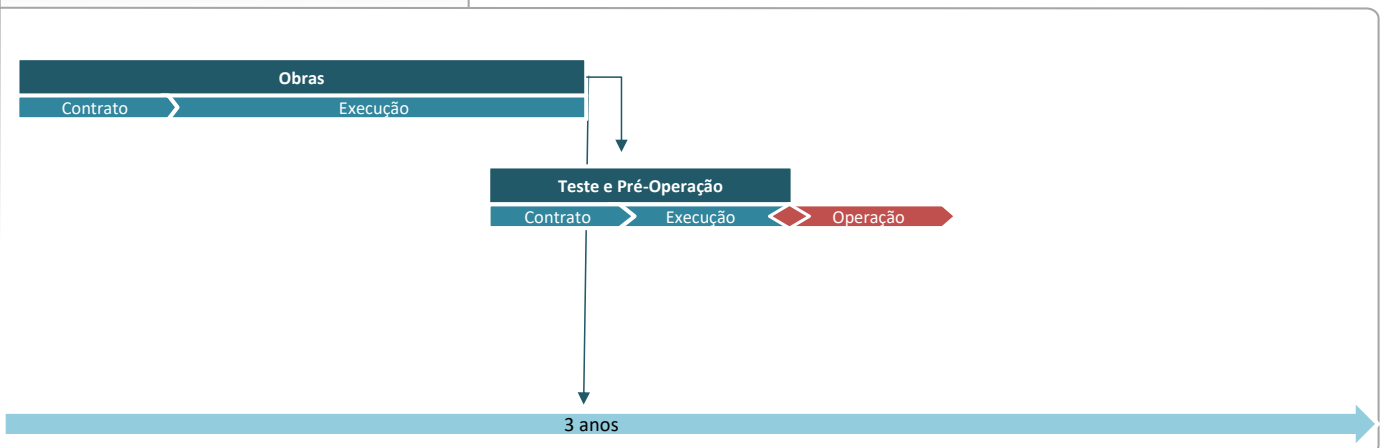 Obras
Contrato Execução
Teste e Pré-Operação
Contrato Execução Operação
3 anos